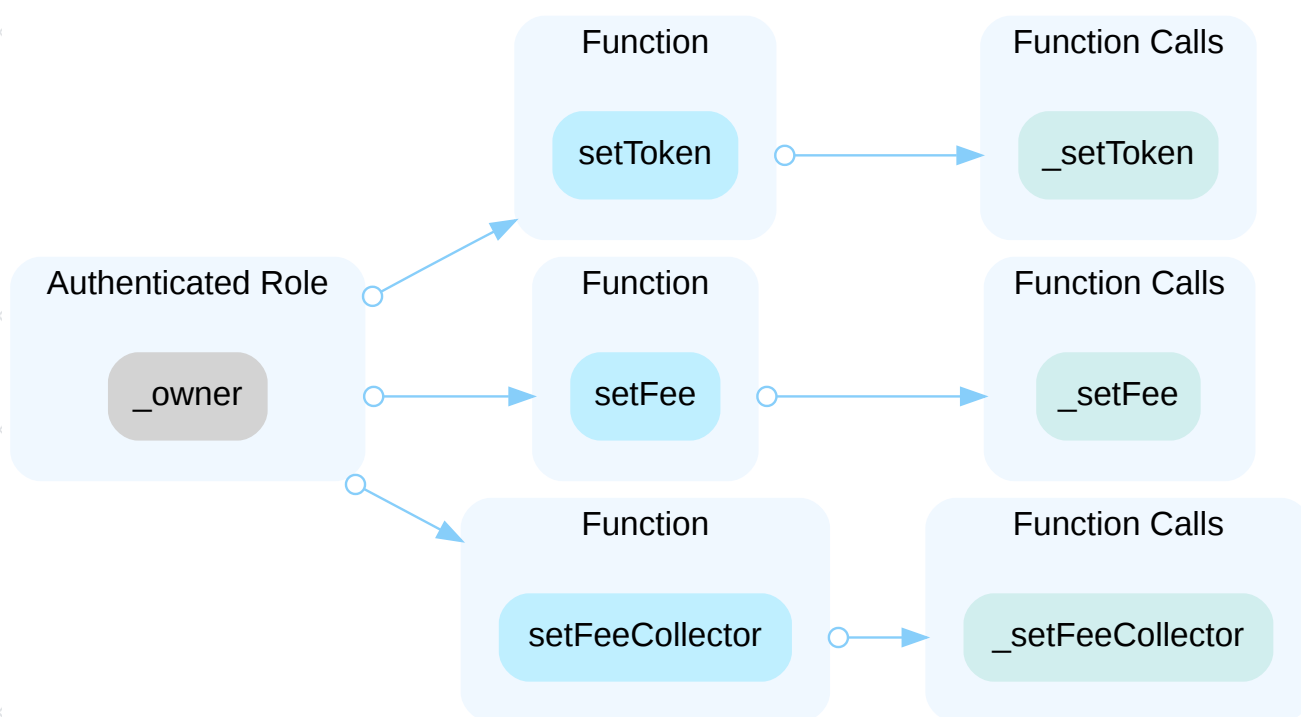 Function
Function Calls
setToken
_setToken
Authenticated Role
Function
Function Calls
_owner
setFee
_setFee
Function
Function Calls
setFeeCollector
_setFeeCollector